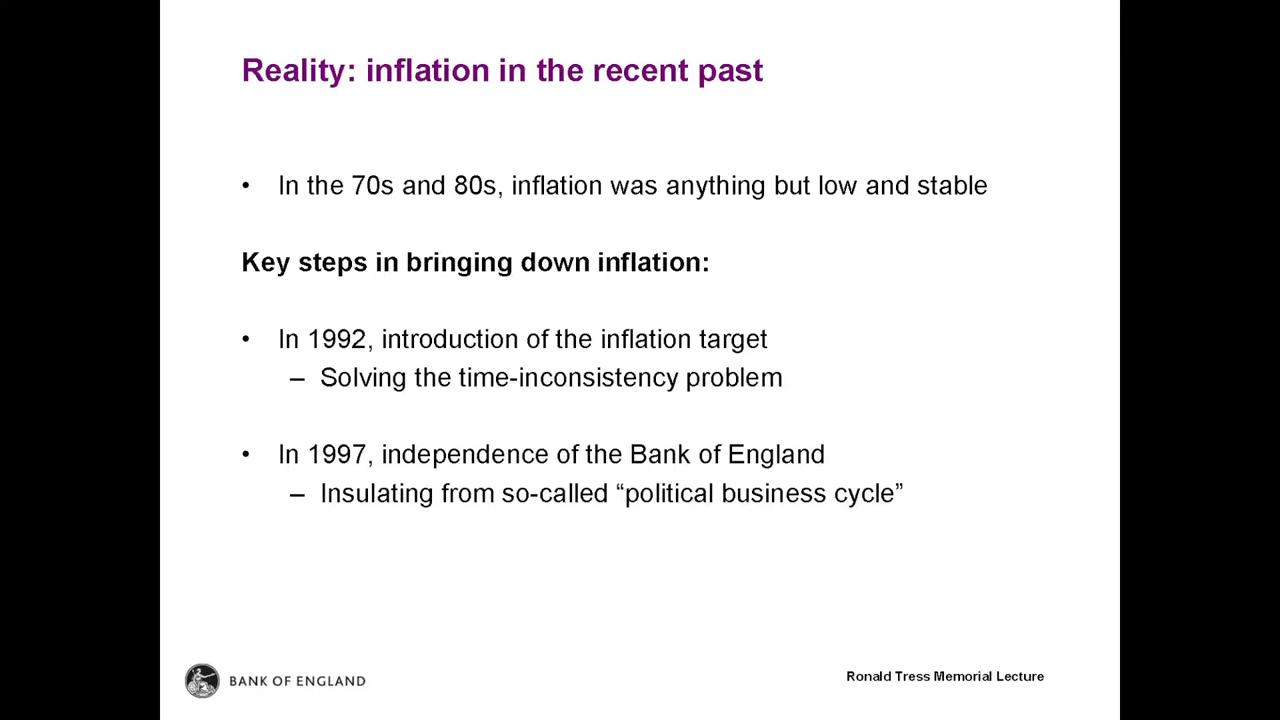 Reality: inflation in the recent past
• In the 70s and 80s, inflation was anything but low and stable
Key steps in bringing down inflation:
• In 1992, introduction of the inflation target
– Solving the time-inconsistency problem
• In 1997, independence of the Bank of England
– Insulating from so-called “political business cycle”
BANK OF ENGLAND
Ronald Tress Memorial Lecture